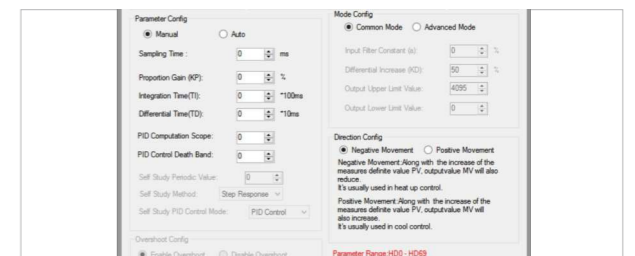 Parameter Config
Manual Auto
Sampling Time : 0 ms
Proportion Gain (KP): 0 %
Integration Time(TI): 0 *100ms
Differential Time(TD): 0 *10ms
PID Computation Scope: 0
PID Control Death Band: 0
Self Study Periodic Value: 0
Self Study Method: Step Response
Self Study PID Control Mode: PID Control
Overshoot Config
Enable Overshoot Disable Overshoot
Mode Config
Common Mode Advanced Mode
Input Filter Constant (a): 0 %
Differential Increase (KD): 50 %
Output Upper Limit Value: 4095
Output Lower Limit Value: 0
Direction Config
Negative Movement Postive Movement
Negative Movement:Along with the increase of the
measures definite value PV, outputvalue MV will also
reduce.
It's usually used in heat up control.
Positive Movement:Along with the increase of the
measures definite value PV, outputvalue MV will
also increase.
It's usually used in cool control.
Parameter Range:HD0 - HD69